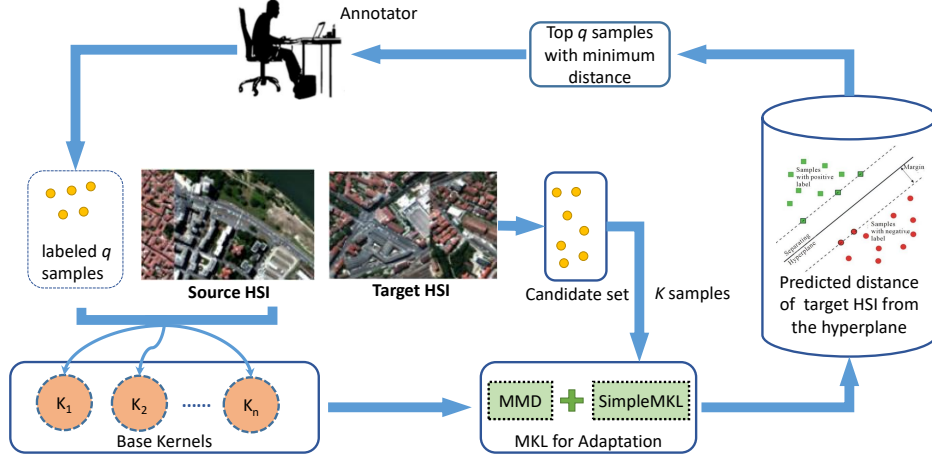 Annotator
Top q samples
with minimum
distance
labeled q
samples
Source HSI
Target HSI
Candidate set
K samples
Samples
with positive
label
Margin
Separating
Hyperplane
Samples
with negative
label
Predicted distance
of target HSI from
the hyperplane
K1
K2
......
Kn
Base Kernels
MMD
SimpleMKL
MKL for Adaptation